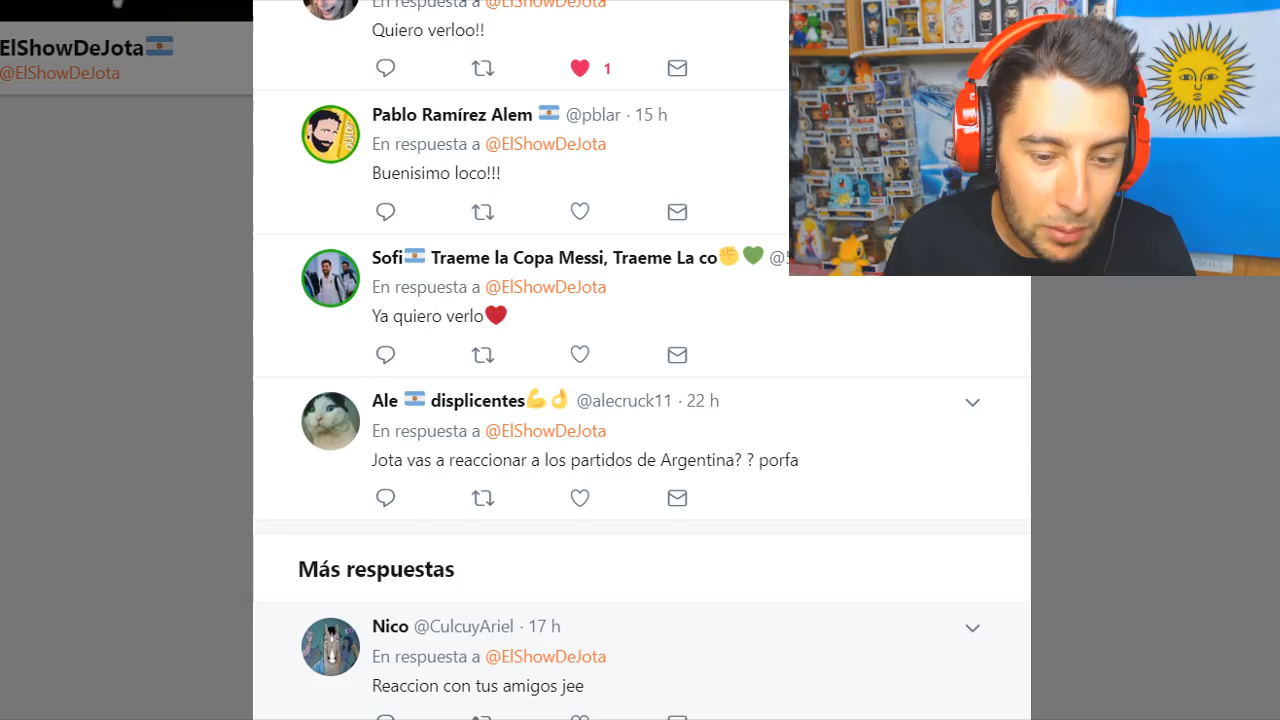 ElShowDeJota
@ElShowDeJota
En respuesta a @ElShowDeJota
Quiero verloo!!
1
Pablo Ramírez Alem @pblar · 15 h
En respuesta a @ElShowDeJota
Buenisimo loco!!!
Sofi Traeme la Copa Messi, Traeme La co
En respuesta a @ElShowDeJota
Ya quiero verlo
Ale displicentes @alecruck11 · 22 h
En respuesta a @ElShowDeJota
Jota vas a reaccionar a los partidos de Argentina? ? porfa
Más respuestas
Nico @CulcuyAriel · 17 h
En respuesta a @ElShowDeJota
Reaccion con tus amigos jee